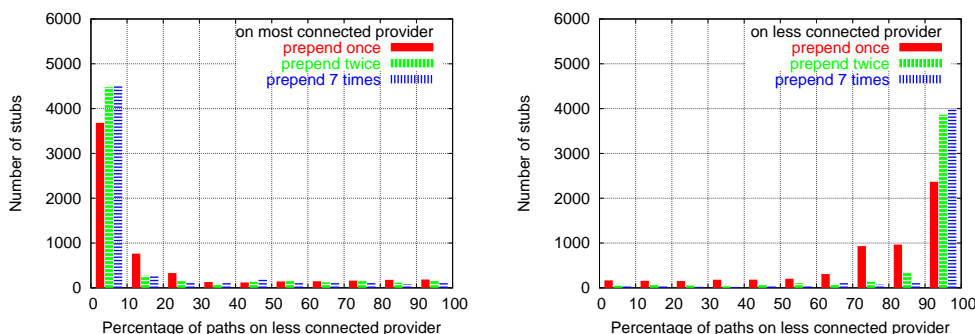 6000
5000
4000
3000
2000
1000
0
Number of stubs
on most connected provider
prepend once
prepend twice
prepend 7 times
0 10 20 30 40 50 60 70 80 90 100
Percentage of paths on less connected provider
6000
5000
4000
3000
2000
1000
0
Number of stubs
on less connected provider
prepend once
prepend twice
prepend 7 times
0 10 20 30 40 50 60 70 80 90 100
Percentage of paths on less connected provider